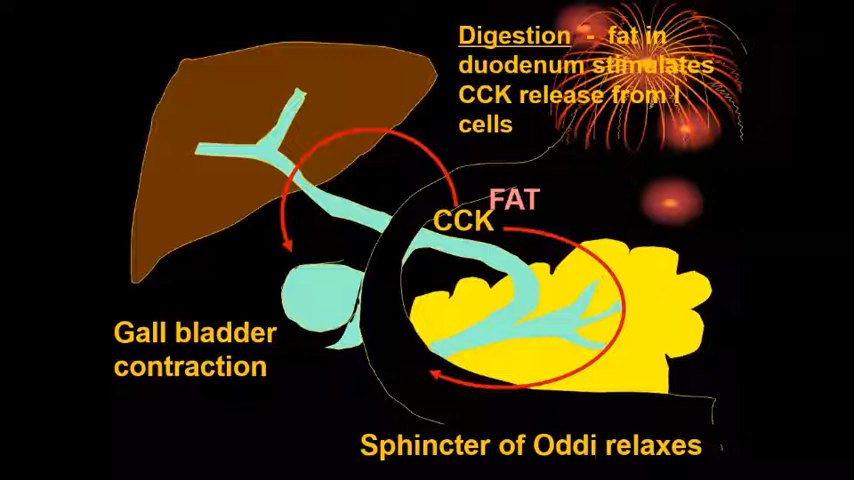 Digestion - fat in
duodenum stimulates
CCK release from I
cells
FAT
CCK
Gall bladder
contraction
Sphincter of Oddi relaxes